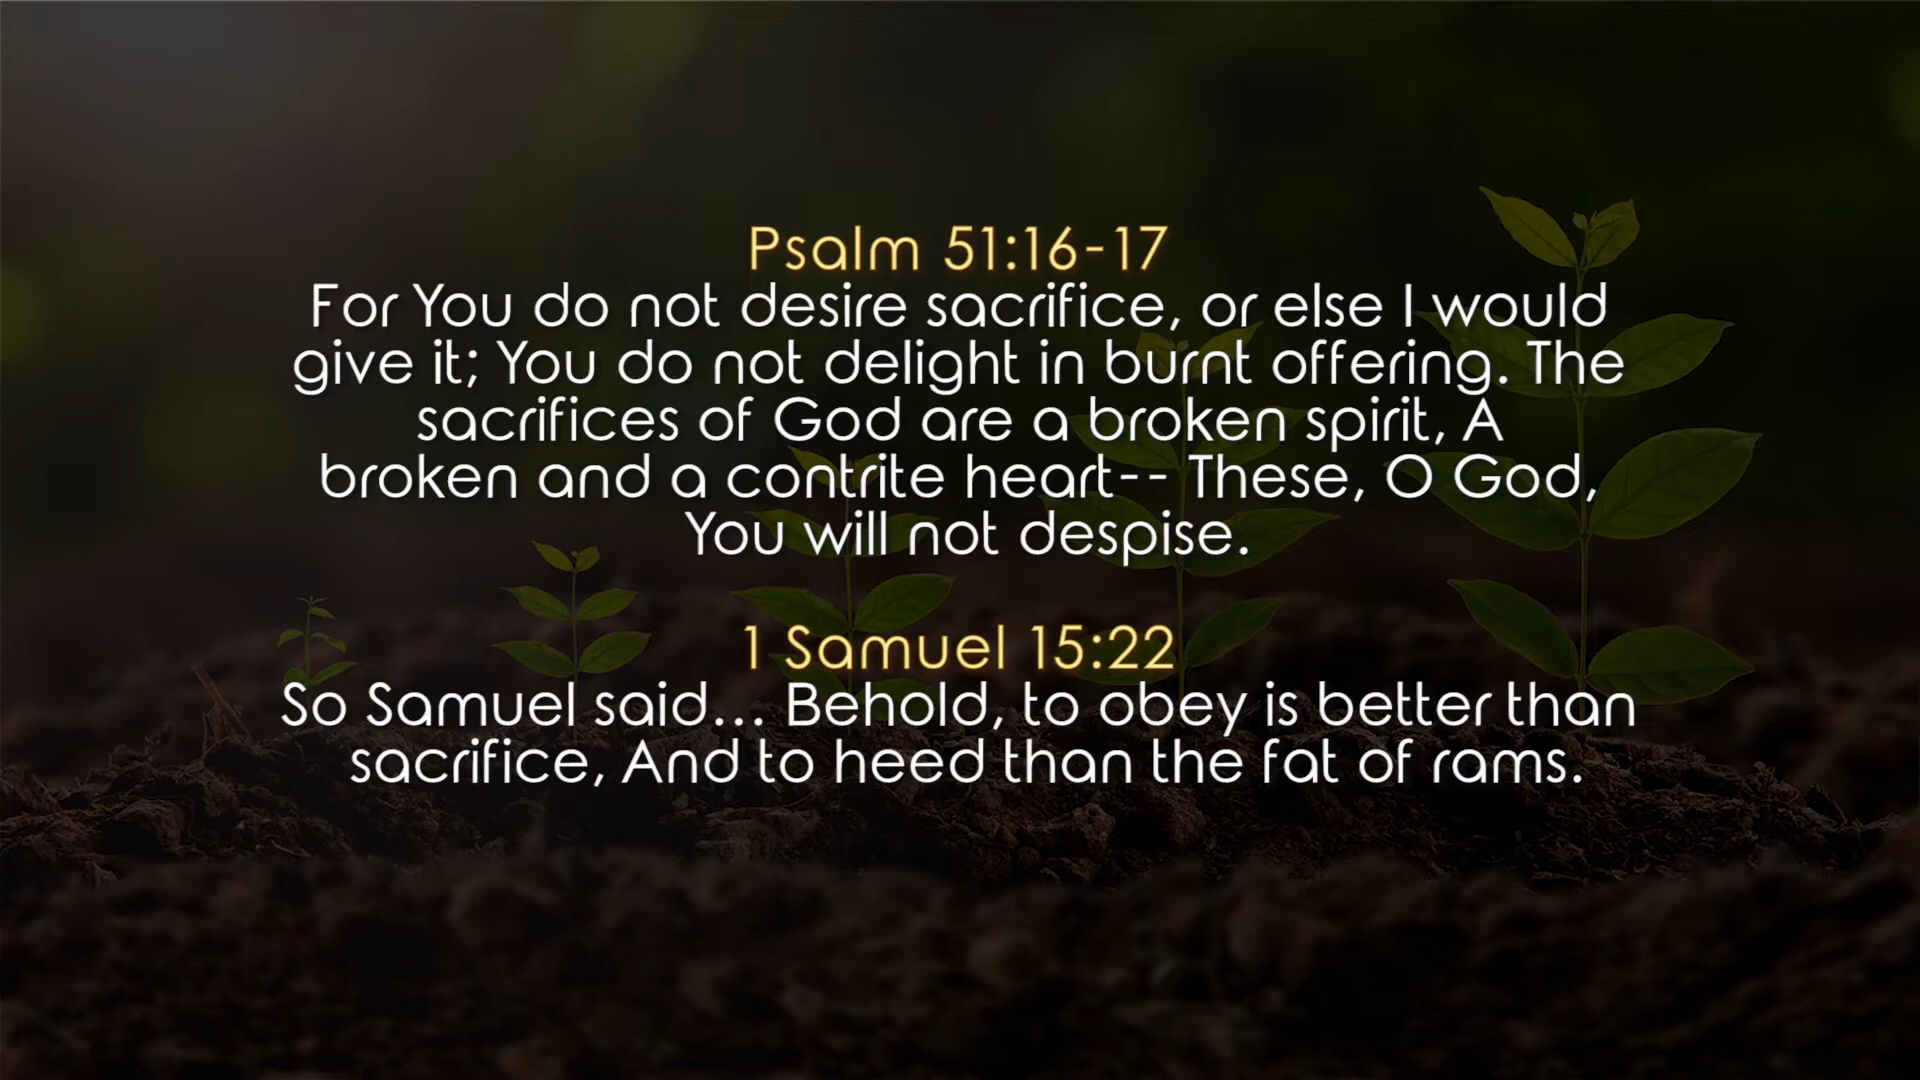 Psalm 51:16-17
For You do not desire sacrifice, or else I would
give it; You do not delight in burnt offering. The
sacrifices of God are a broken spirit, A
broken and a contrite heart-- These, O God,
You will not despise.
1 Samuel 15:22
So Samuel said... Behold, to obey is better than
sacrifice, And to heed than the fat of rams.